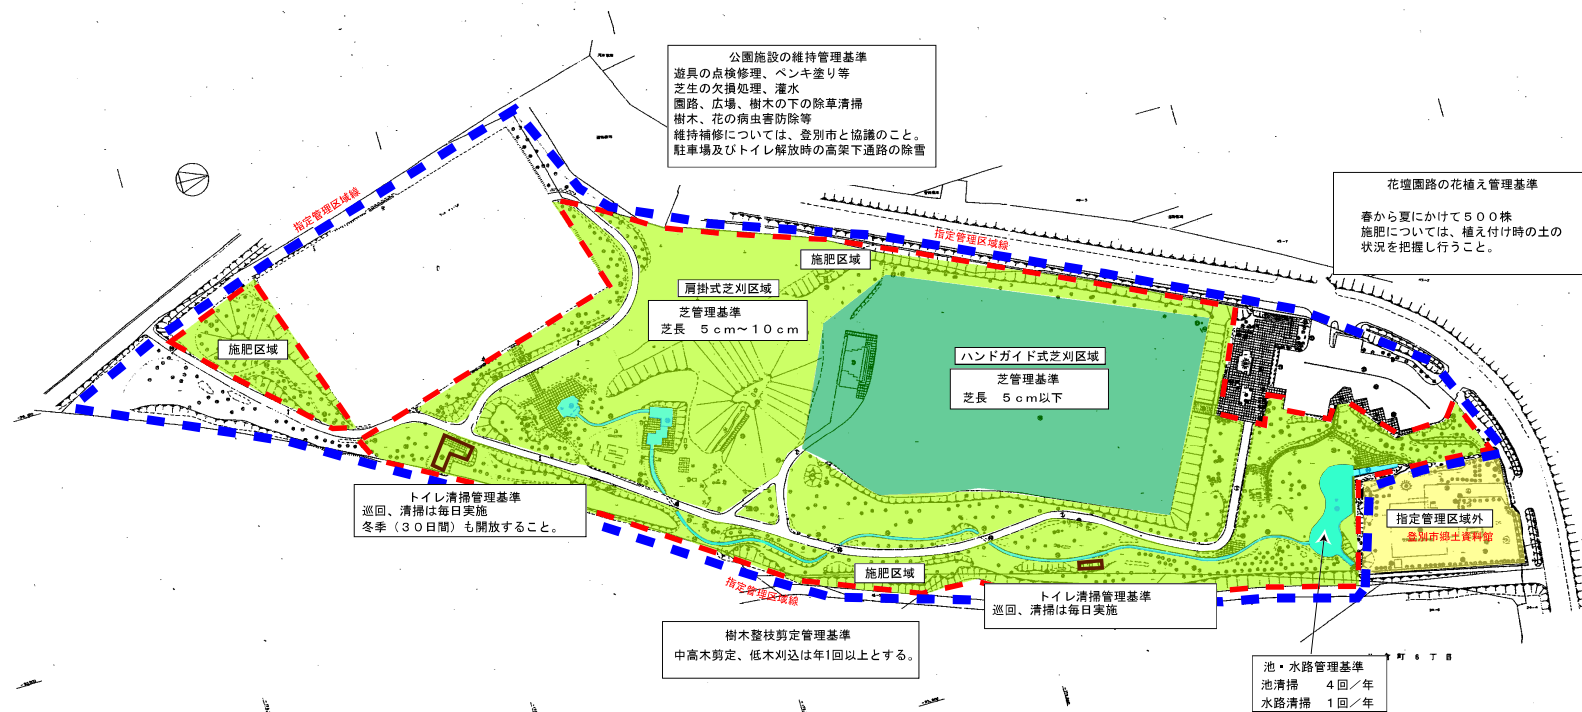 公園施設の維持管理基準
遊具の点検修理、ペンキ塗り等
芝生の欠損処理、灌水
園路、広場、樹木の下の除草清掃
樹木、花の病虫害防除等
維持補修については、登別市と協議のこと。
駐車場及びトイレ解放時の高架下通路の除雪
花壇園路の花植え管理基準
春から夏にかけて５００株
施肥については、植え付け時の土の
状況を把握し行うこと。
指定管理区域線
指定管理区域線
施肥区域
肩掛式芝刈区域
芝管理基準
芝長　５ｃｍ～１０ｃｍ
施肥区域
ハンドガイド式芝刈区域
芝管理基準
芝長　５ｃｍ以下
トイレ清掃管理基準
巡回、清掃は毎日実施
冬季（３０日間）も開放すること。
指定管理区域外
登別市郷土資料館
施肥区域
指定管理区域線
トイレ清掃管理基準
巡回、清掃は毎日実施
樹木整枝剪定管理基準
中高木剪定、低木刈込は年1回以上とする。
町６丁目
池・水路管理基準
池清掃　４回／年
水路清掃　１回／年